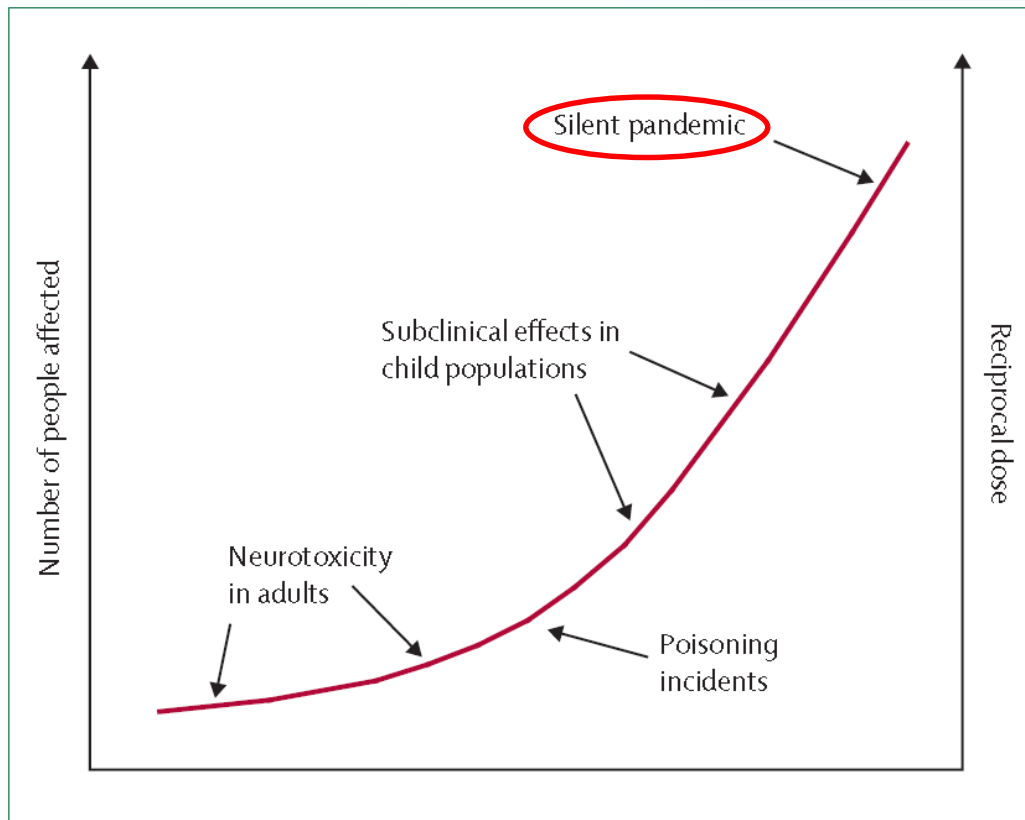 Silent pandemic
Number of people affected
Subclinical effects in
child populations
Reciprocal dose
Neurotoxicity
in adults
Poisoning
incidents